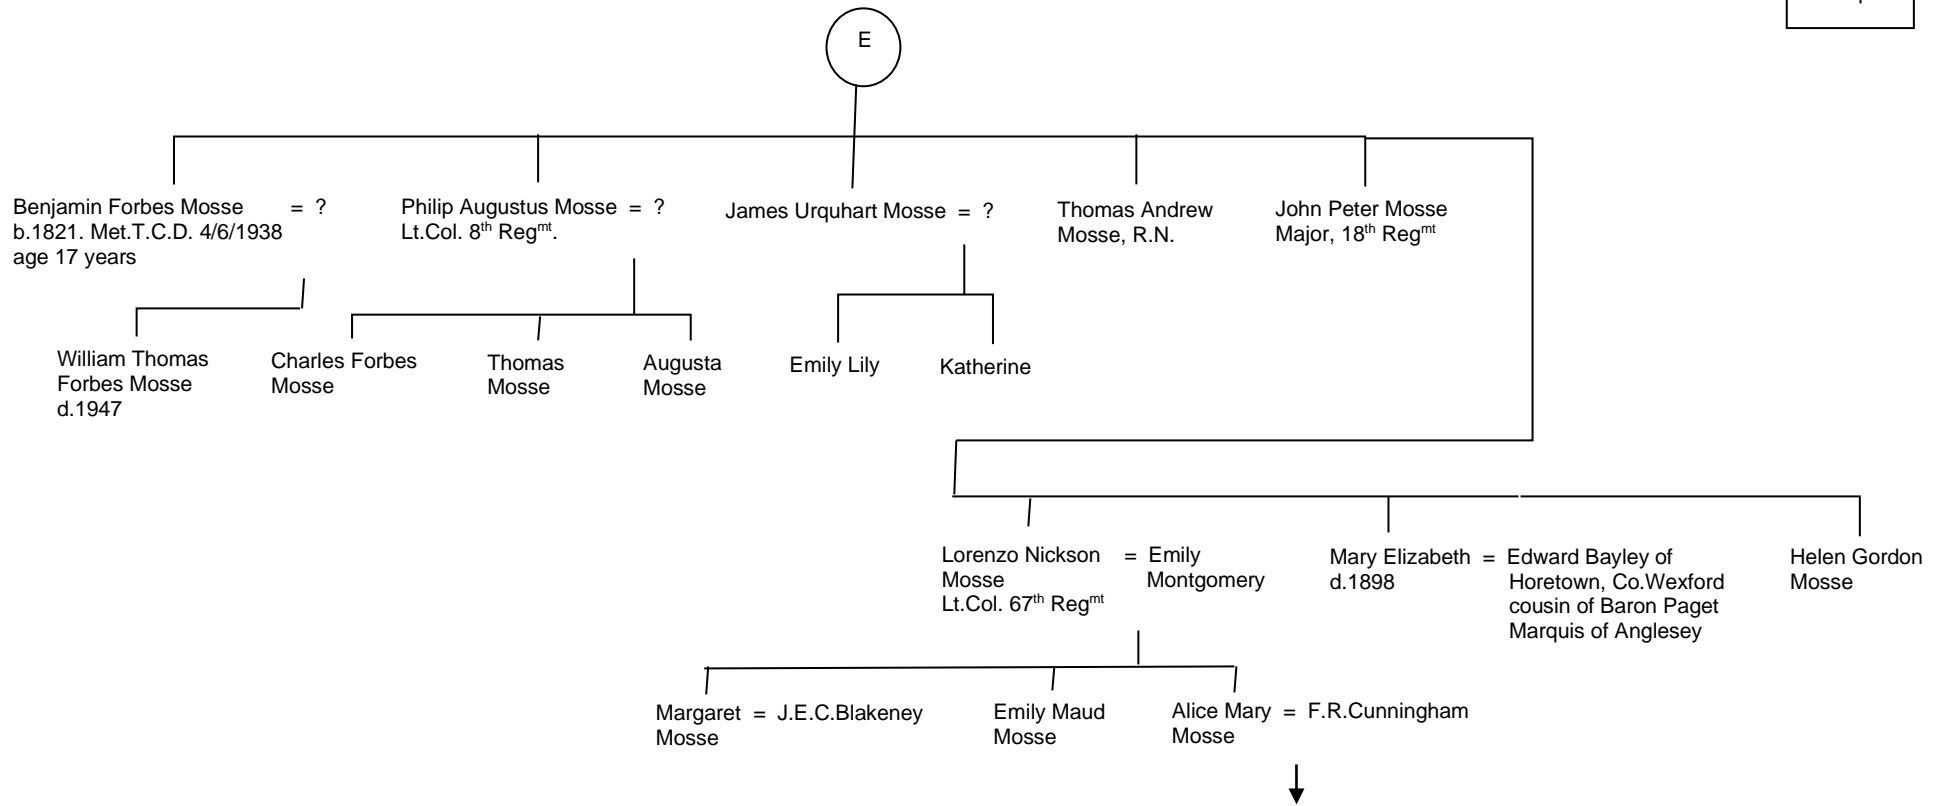 E
Benjamin Forbes Mosse = ?
b.1821. Met.T.C.D. 4/6/1938
age 17 years
Philip Augustus Mosse = ?
Lt.Col. 8th Regmt.
James Urquhart Mosse = ?
Thomas Andrew
Mosse, R.N.
John Peter Mosse
Major, 18th Regmt
William Thomas
Forbes Mosse
d.1947
Charles Forbes
Mosse
Thomas
Mosse
Augusta
Mosse
Emily Lily
Katherine
Lorenzo Nickson = Emily
Mosse Montgomery
Lt.Col. 67th Regmt
Mary Elizabeth = Edward Bayley of
d.1898 Horetown, Co.Wexford
cousin of Baron Paget
Marquis of Anglesey
Helen Gordon
Mosse
Margaret = J.E.C.Blakeney
Mosse
Emily Maud
Mosse
Alice Mary = F.R.Cunningham
Mosse